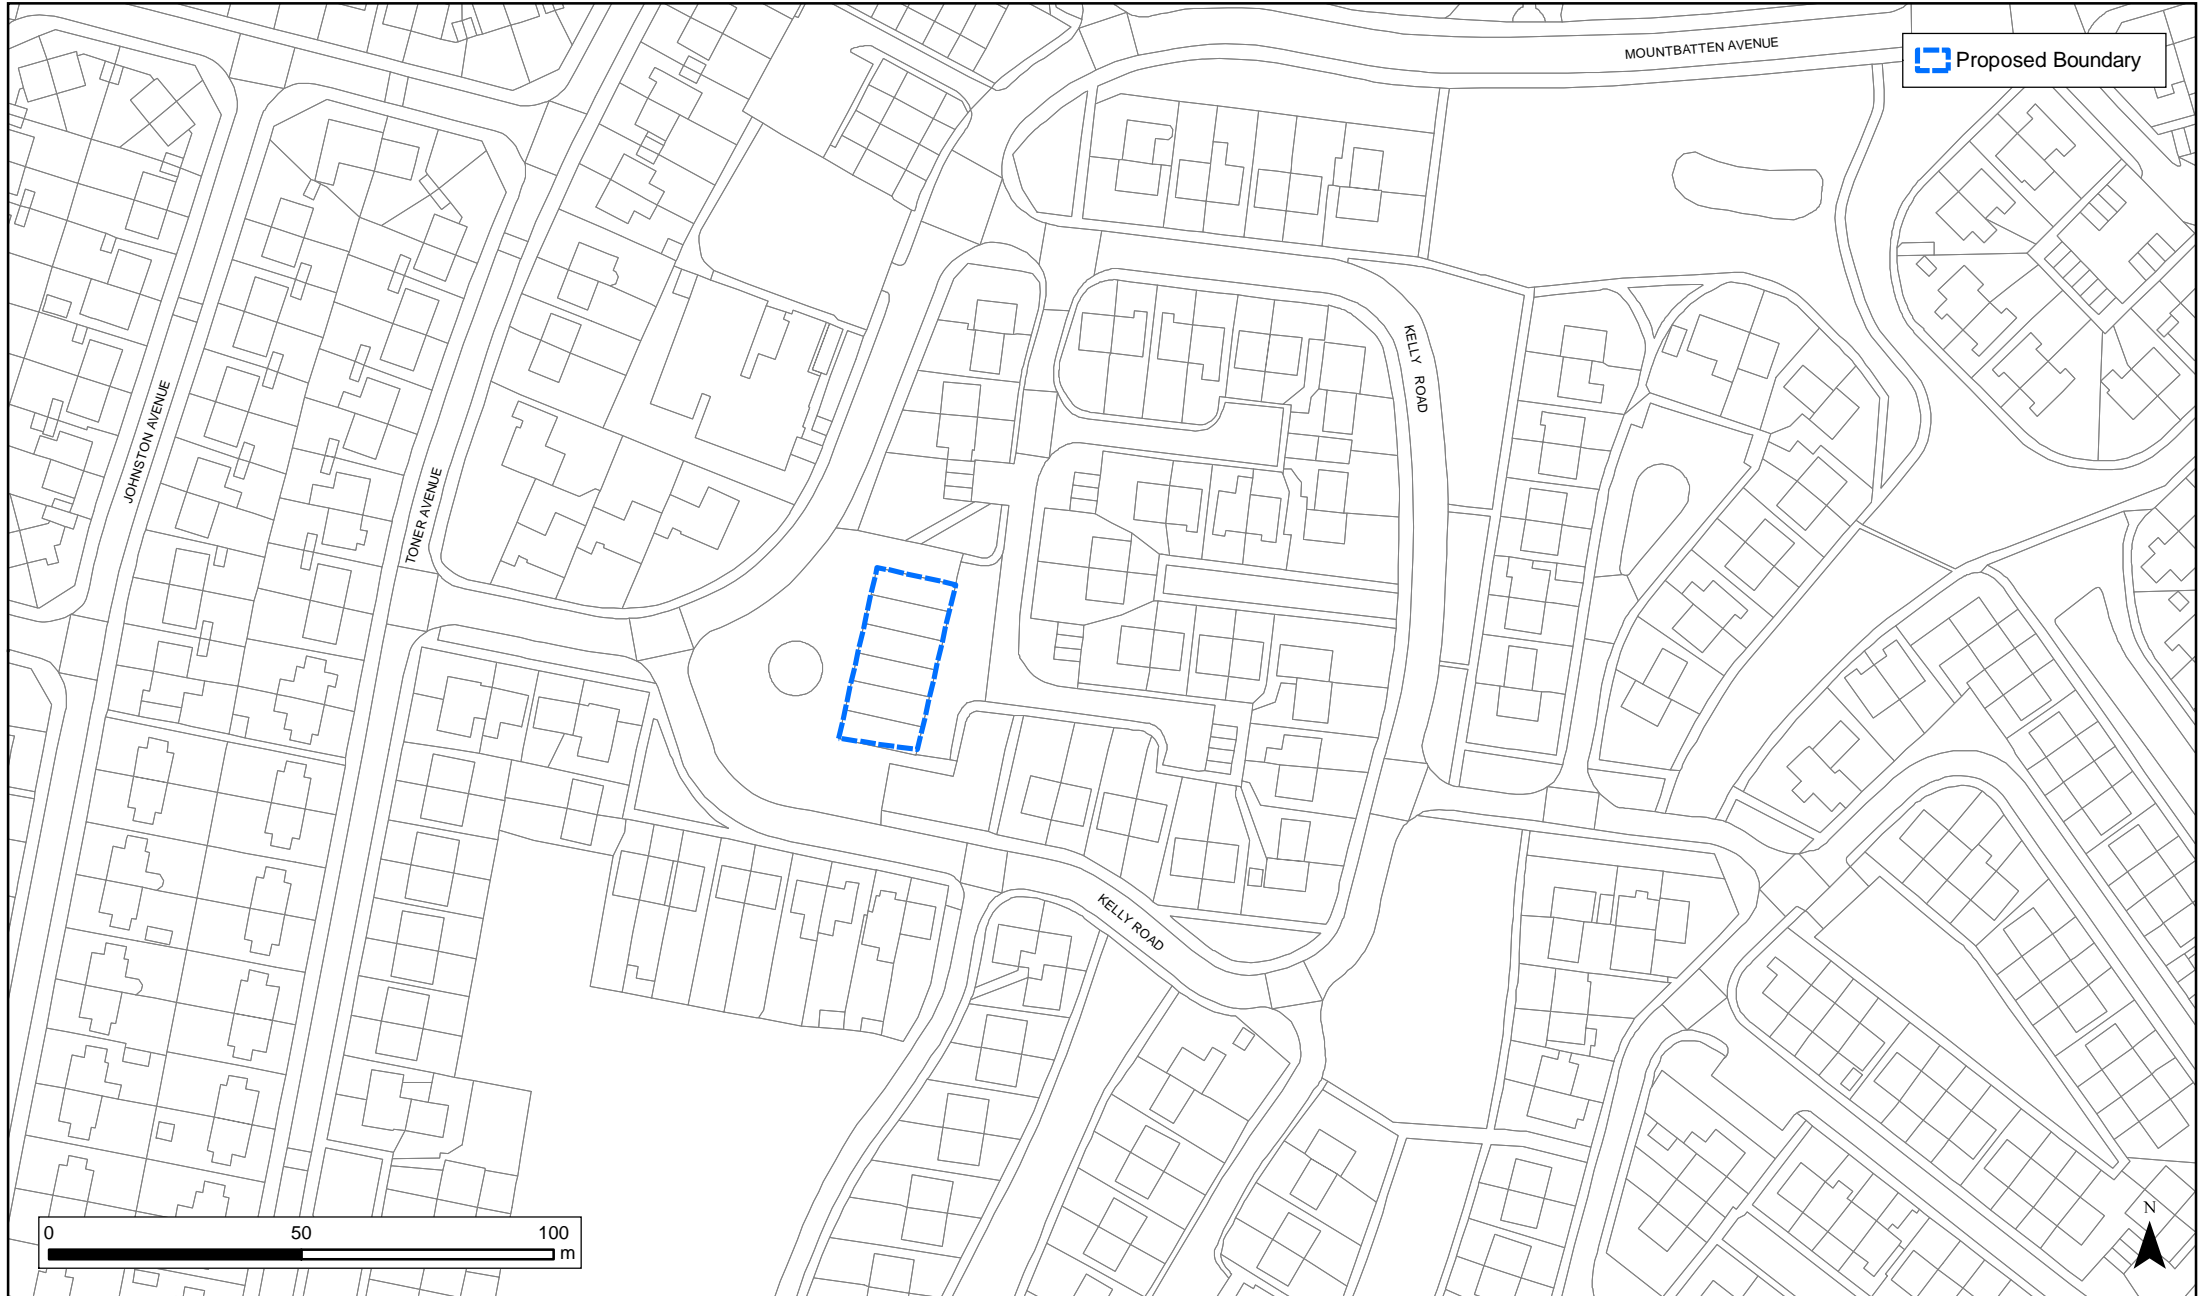 MOUNTBATTEN AVENUE
Proposed Boundary
KELLY ROAD
JOHNSTON AVENUE
TONER AVENUE
KELLY ROAD
N
0 50 100
m